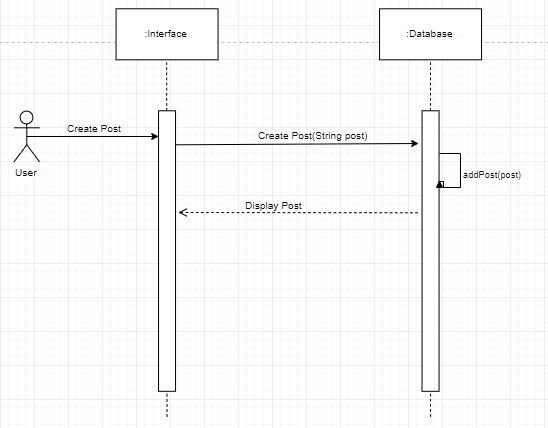 :Interface
:Database
Create Post
Create Post(String post)
User
addPost(post)
Display Post